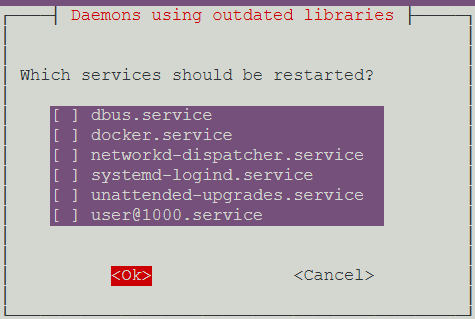 Daemons using outdated libraries
Which services should be restarted?
[ ] dbus.service
[ ] docker.service
[ ] networkd-dispatcher.service
[ ] systemd-logind.service
[ ] unattended-upgrades.service
[ ] user@1000.service
<Ok> <Cancel>